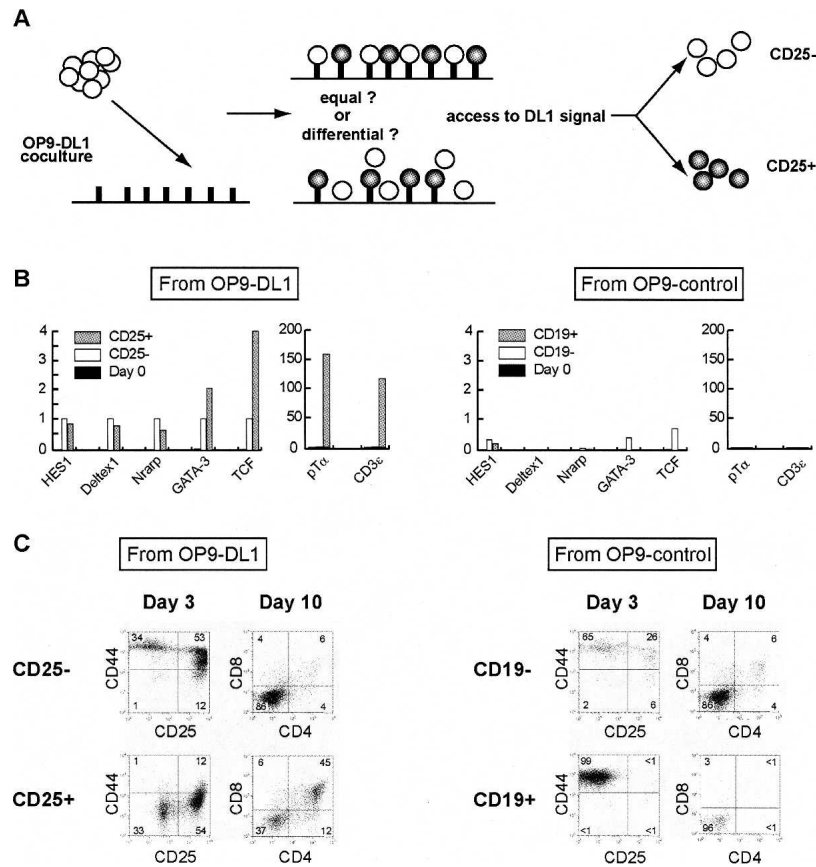 A
OP9-DL1
coculture
equal ?
or
differential ?
access to DL1 signal
CD25-
CD25+
B
From OP9-DL1
From OP9-control
4
3
2
1
0
CD25+
CD25-
Day 0
HES1
Deltex1
Nrarp
GATA-3
TCF
200
150
100
50
0
pTα
CD3ε
4
3
2
1
0
CD19+
CD19-
Day 0
HES1
Deltex1
Nrarp
GATA-3
TCF
200
150
100
50
0
pTα
CD3ε
C
From OP9-DL1
From OP9-control
Day 3
Day 10
Day 3
Day 10
CD25-
CD44
34
53
1
12
CD25
CD8
4
6
86
4
CD4
CD19-
CD44
65
26
2
6
CD25
CD8
4
6
86
4
CD4
CD25+
CD44
1
12
33
54
CD25
CD8
6
45
37
12
CD4
CD19+
CD44
99
<1
<1
<1
CD25
CD8
3
<1
96
<1
CD4